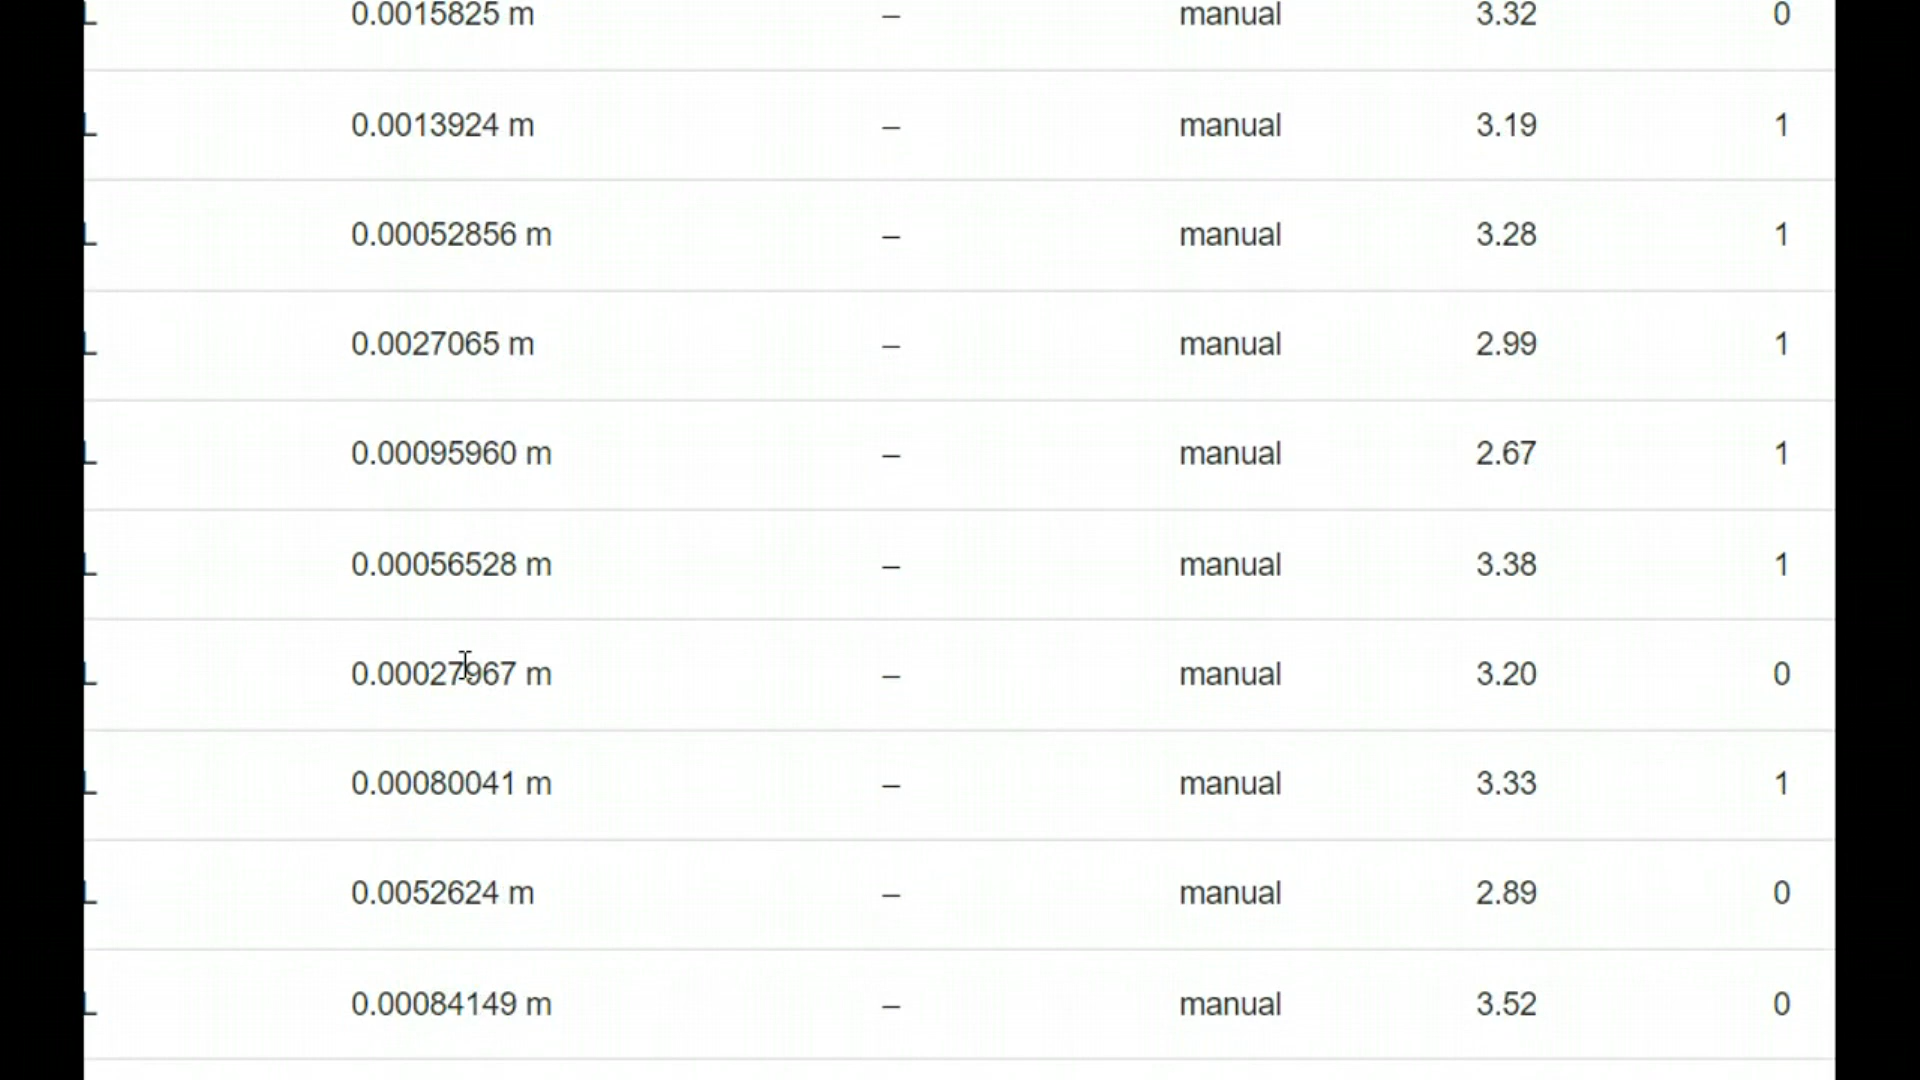 L 0.0015825 m – manual 3.32 0
L 0.0013924 m – manual 3.19 1
L 0.00052856 m – manual 3.28 1
L 0.0027065 m – manual 2.99 1
L 0.00095960 m – manual 2.67 1
L 0.00056528 m – manual 3.38 1
L 0.00027967 m – manual 3.20 0
L 0.00080041 m – manual 3.33 1
L 0.0052624 m – manual 2.89 0
L 0.00084149 m – manual 3.52 0